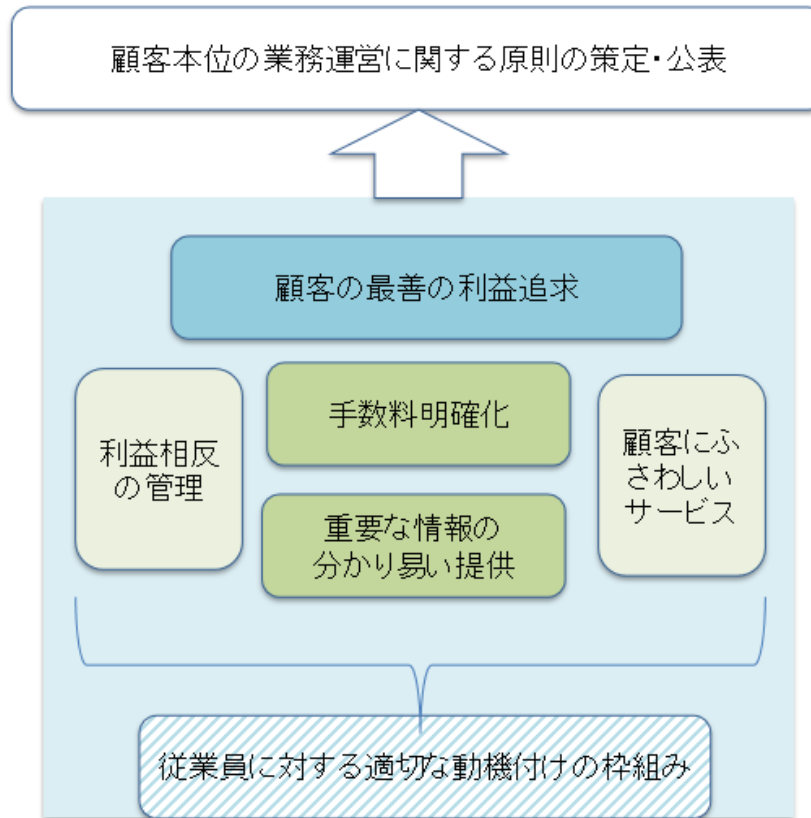 顧客本位の業務運営に関する原則の策定・公表
顧客の最善の利益追求
利益相反
の管理
手数料明確化
重要な情報の
分かり易い提供
顧客にふ
さわしい
サービス
従業員に対する適切な動機付けの枠組み